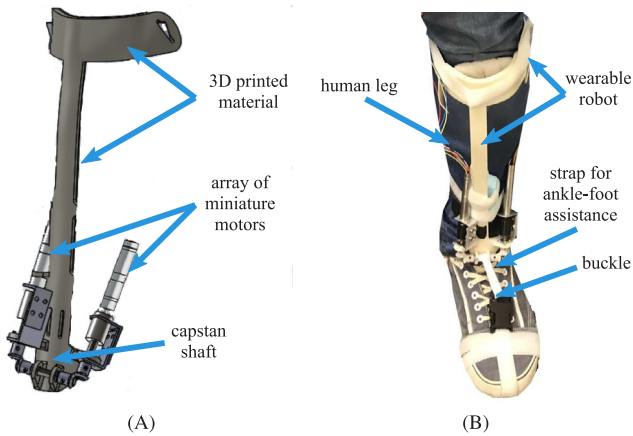 3D printed
material
array of
miniature
motors
capstan
shaft
(A)
human leg
wearable
robot
strap for
ankle-foot
assistance
buckle
(B)